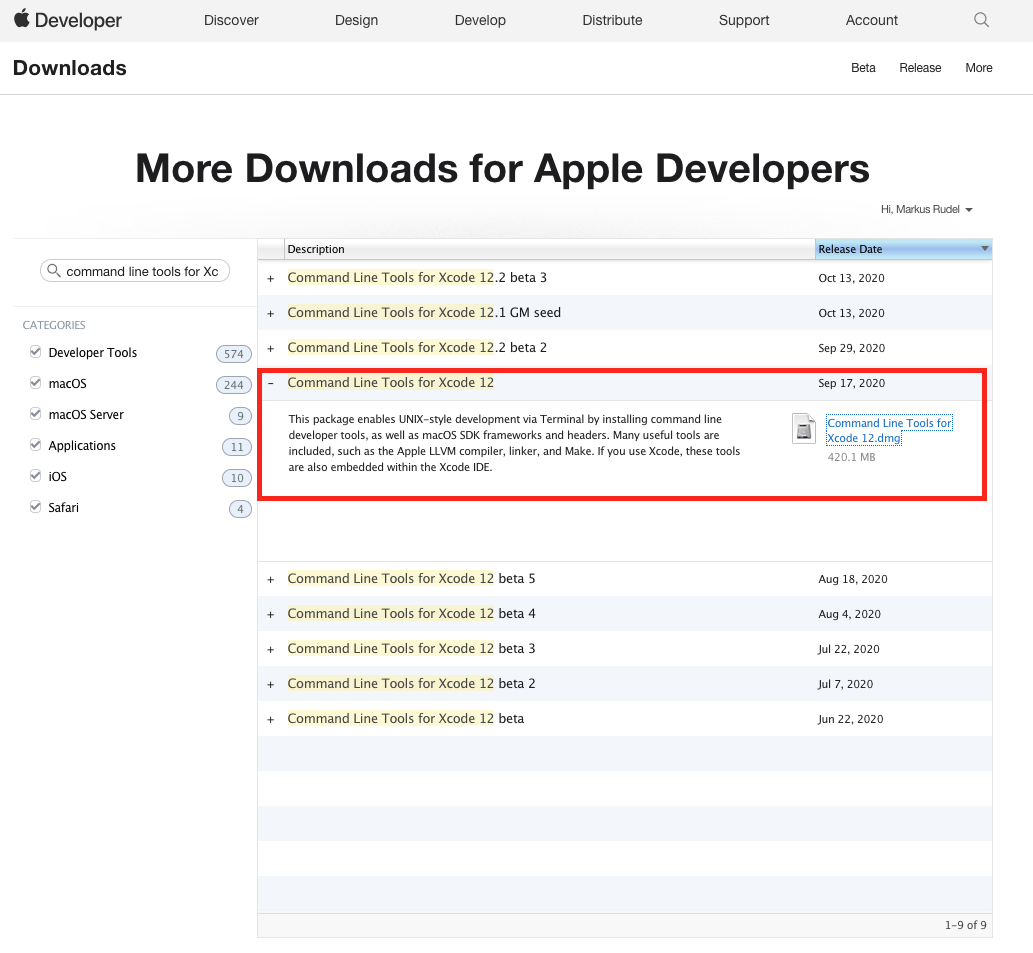 Developer
Discover
Design
Develop
Distribute
Support
Account
Downloads
Beta
Release
More
More Downloads for Apple Developers
Hi, Markus Rudel
command line tools for Xc
CATEGORIES
Developer Tools 574
macOS 244
macOS Server 9
Applications 11
iOS 10
Safari 4
Description Release Date
+ Command Line Tools for Xcode 12.2 beta 3 Oct 13, 2020
+ Command Line Tools for Xcode 12.1 GM seed Oct 13, 2020
+ Command Line Tools for Xcode 12.2 beta 2 Sep 29, 2020
− Command Line Tools for Xcode 12 Sep 17, 2020
This package enables UNIX-style development via Terminal by installing command line
developer tools, as well as macOS SDK frameworks and headers. Many useful tools are
included, such as the Apple LLVM compiler, linker, and Make. If you use Xcode, these tools
are also embedded within the Xcode IDE.
Command Line Tools for
Xcode 12.dmg
420.1 MB
+ Command Line Tools for Xcode 12 beta 5 Aug 18, 2020
+ Command Line Tools for Xcode 12 beta 4 Aug 4, 2020
+ Command Line Tools for Xcode 12 beta 3 Jul 22, 2020
+ Command Line Tools for Xcode 12 beta 2 Jul 7, 2020
+ Command Line Tools for Xcode 12 beta Jun 22, 2020
1-9 of 9